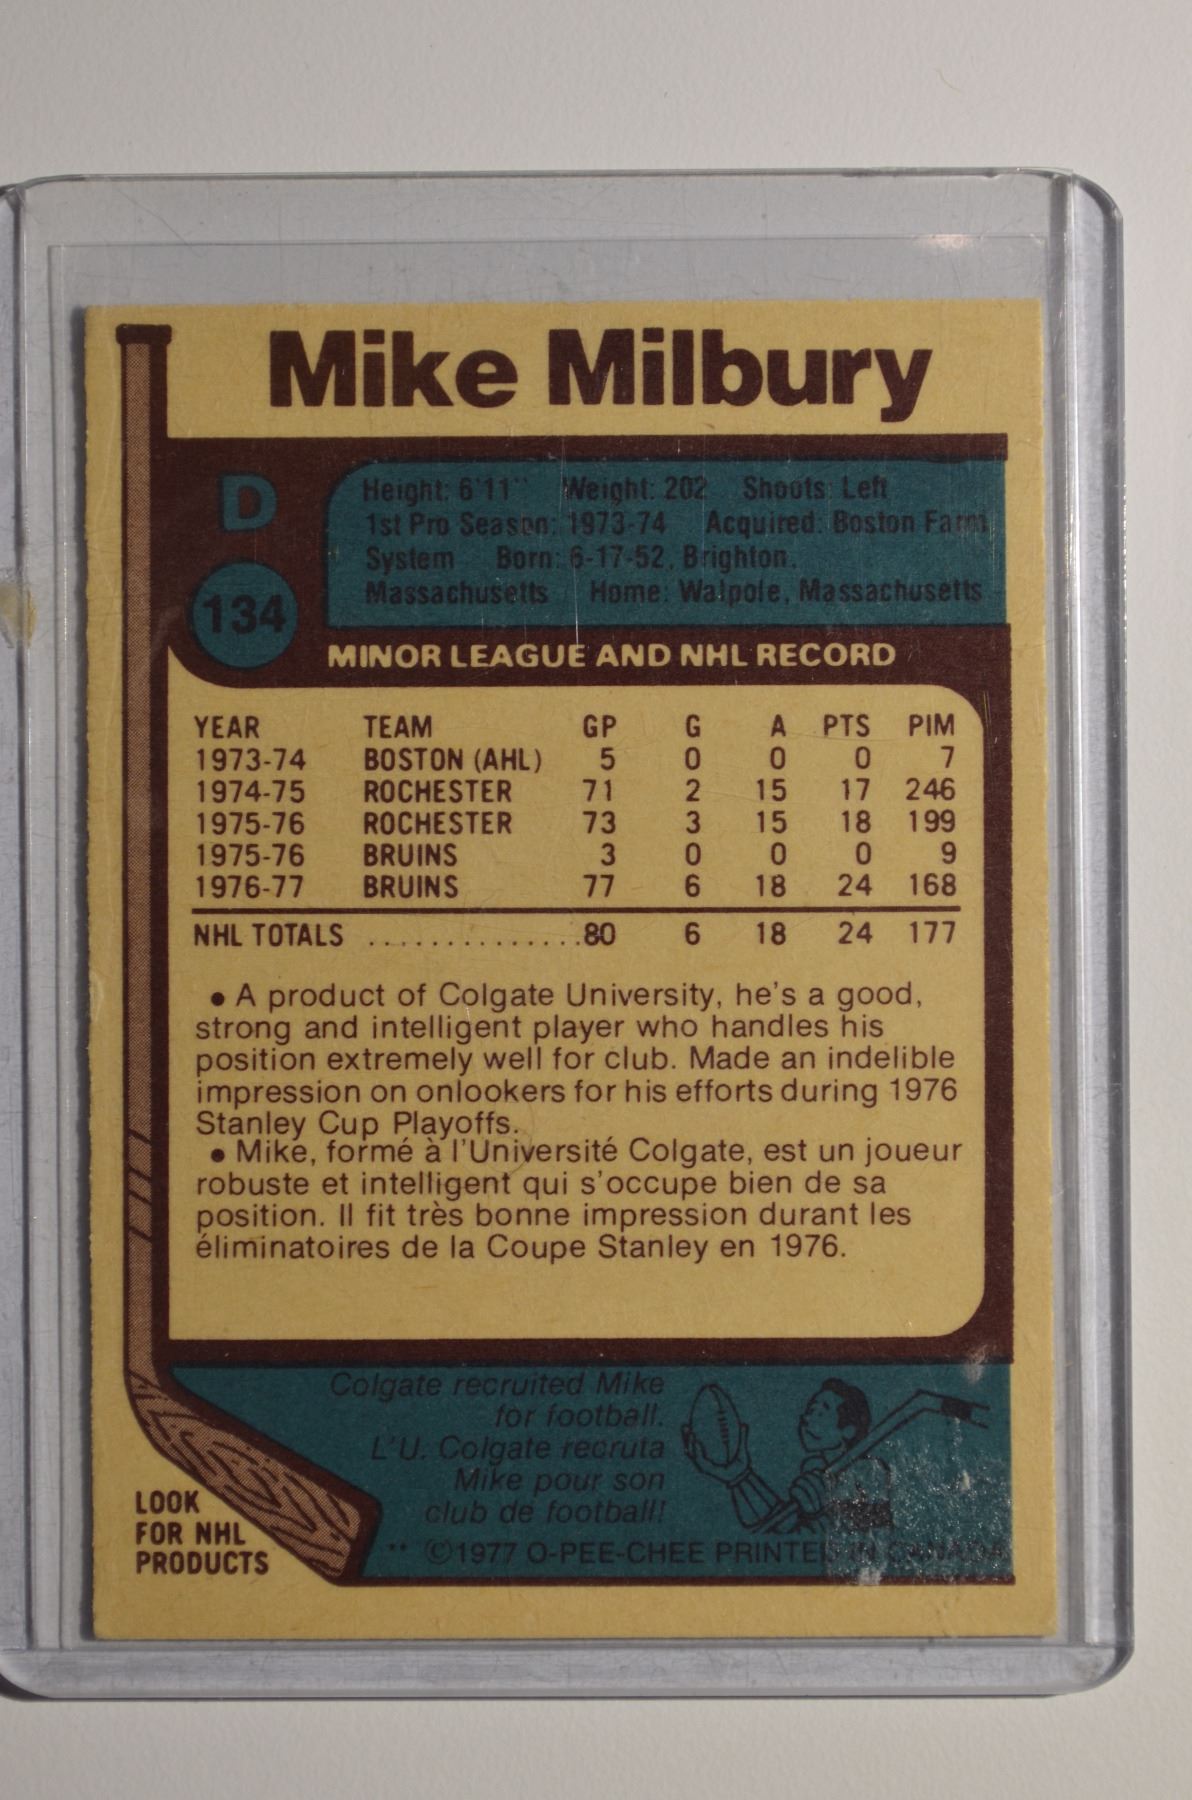 Mike Milbury
D
134
Height: 6'11" Weight: 202 Shoots: Left
1st Pro Season: 1973-74 Acquired: Boston Farm
System Born: 6-17-52, Brighton,
Massachusetts Home: Walpole, Massachusetts
MINOR LEAGUE AND NHL RECORD
YEAR TEAM GP G A PTS PIM
1973-74 BOSTON (AHL) 5 0 0 0 7
1974-75 ROCHESTER 71 2 15 17 246
1975-76 ROCHESTER 73 3 15 18 199
1975-76 BRUINS 3 0 0 0 9
1976-77 BRUINS 77 6 18 24 168
NHL TOTALS ..............80 6 18 24 177
• A product of Colgate University, he's a good,
strong and intelligent player who handles his
position extremely well for club. Made an indelible
impression on onlookers for his efforts during 1976
Stanley Cup Playoffs.
• Mike, formé à l'Université Colgate, est un joueur
robuste et intelligent qui s'occupe bien de sa
position. Il fit très bonne impression durant les
éliminatoires de la Coupe Stanley en 1976.
Colgate recruited Mike
for football.
L'U. Colgate recruta
Mike pour son
club de football!
** ©1977 O-PEE-CHEE PRINTED IN CANADA
LOOK
FOR NHL
PRODUCTS